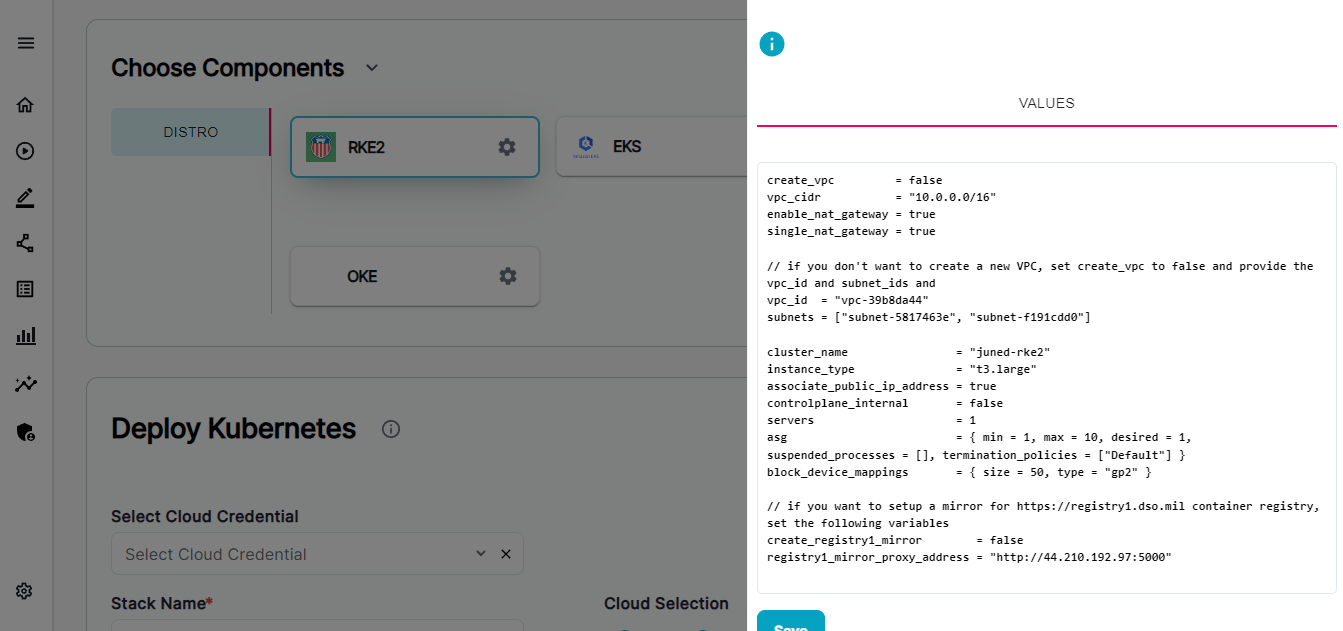 Choose Components
DISTRO
RKE2
EKS
OKE
Deploy Kubernetes
Select Cloud Credential
Select Cloud Credential
Stack Name*
Cloud Selection
VALUES
create_vpc = false
vpc_cidr = "10.0.0.0/16"
enable_nat_gateway = true
single_nat_gateway = true
// if you don't want to create a new VPC, set create_vpc to false and provide the
vpc_id and subnet_ids and
vpc_id = "vpc-39b8da44"
subnets = ["subnet-5817463e", "subnet-f191cdd0"]
cluster_name = "juned-rke2"
instance_type = "t3.large"
associate_public_ip_address = true
controlplane_internal = false
servers = 1
asg = { min = 1, max = 10, desired = 1,
suspended_processes = [], termination_policies = ["Default"] }
block_device_mappings = { size = 50, type = "gp2" }
// if you want to setup a mirror for https://registry1.dso.mil container registry,
set the following variables
create_registry1_mirror = false
registry1_mirror_proxy_address = "http://44.210.192.97:5000"
Save